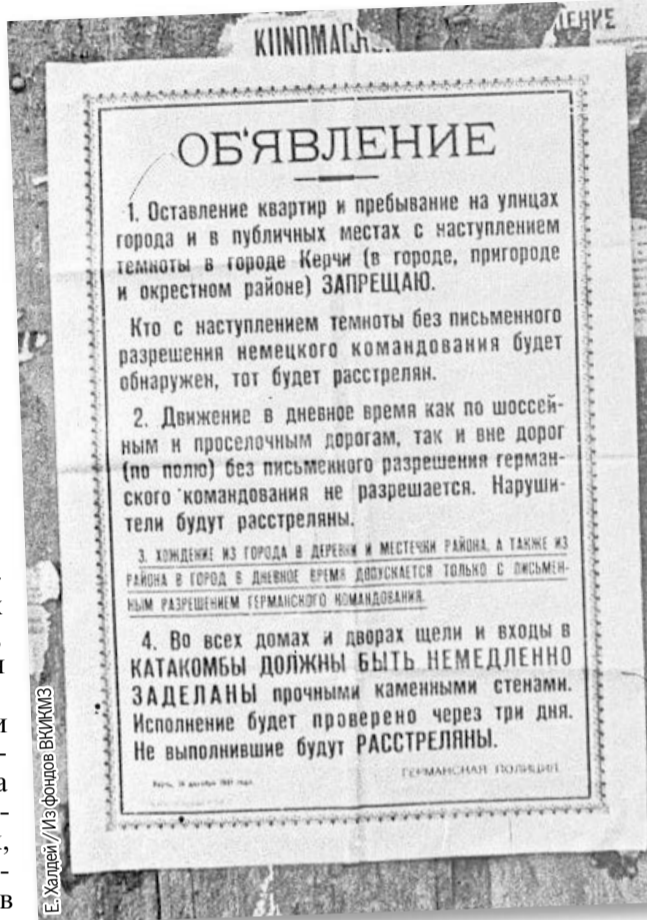 KUNDMACH
ОБ'ЯВЛЕНИЕ
1. Оставление квартир и пребывание на улицах
города и в публичных местах с наступлением
темноты в городе Керчи (в городе, пригороде
и окрестном районе) ЗАПРЕЩАЮ.
Кто с наступлением темноты без письменного
разрешения немецкого командования будет
обнаружен, тот будет расстрелян.
2. Движение в дневное время как по шоссей-
ным и проселочным дорогам, так и вне дорог
(по полю) без письменного разрешения герман-
ского командования не разрешается. Наруши-
тели будут расстреляны.
3. ХОЖДЕНИЕ ИЗ ГОРОДА В ДЕРЕВНИ И МЕСТЕЧКИ РАЙОНА, А ТАКЖЕ ИЗ
РАЙОНА В ГОРОД В ДНЕВНОЕ ВРЕМЯ ДОПУСКАЕТСЯ ТОЛЬКО С ПИСЬМЕН-
НЫМ РАЗРЕШЕНИЕМ ГЕРМАНСКОГО КОМАНДОВАНИЯ.
4. Во всех домах и дворах щели и входы в
КАТАКОМБЫ ДОЛЖНЫ БЫТЬ НЕМЕДЛЕННО
ЗАДЕЛАНЫ прочными каменными стенами.
Исполнение будет проверено через три дня.
Не выполнившие будут РАССТРЕЛЯНЫ.
ГЕРМАНСКАЯ ПОЛИЦИЯ
Е. Халдей//Из фондов ВКИКМЗ